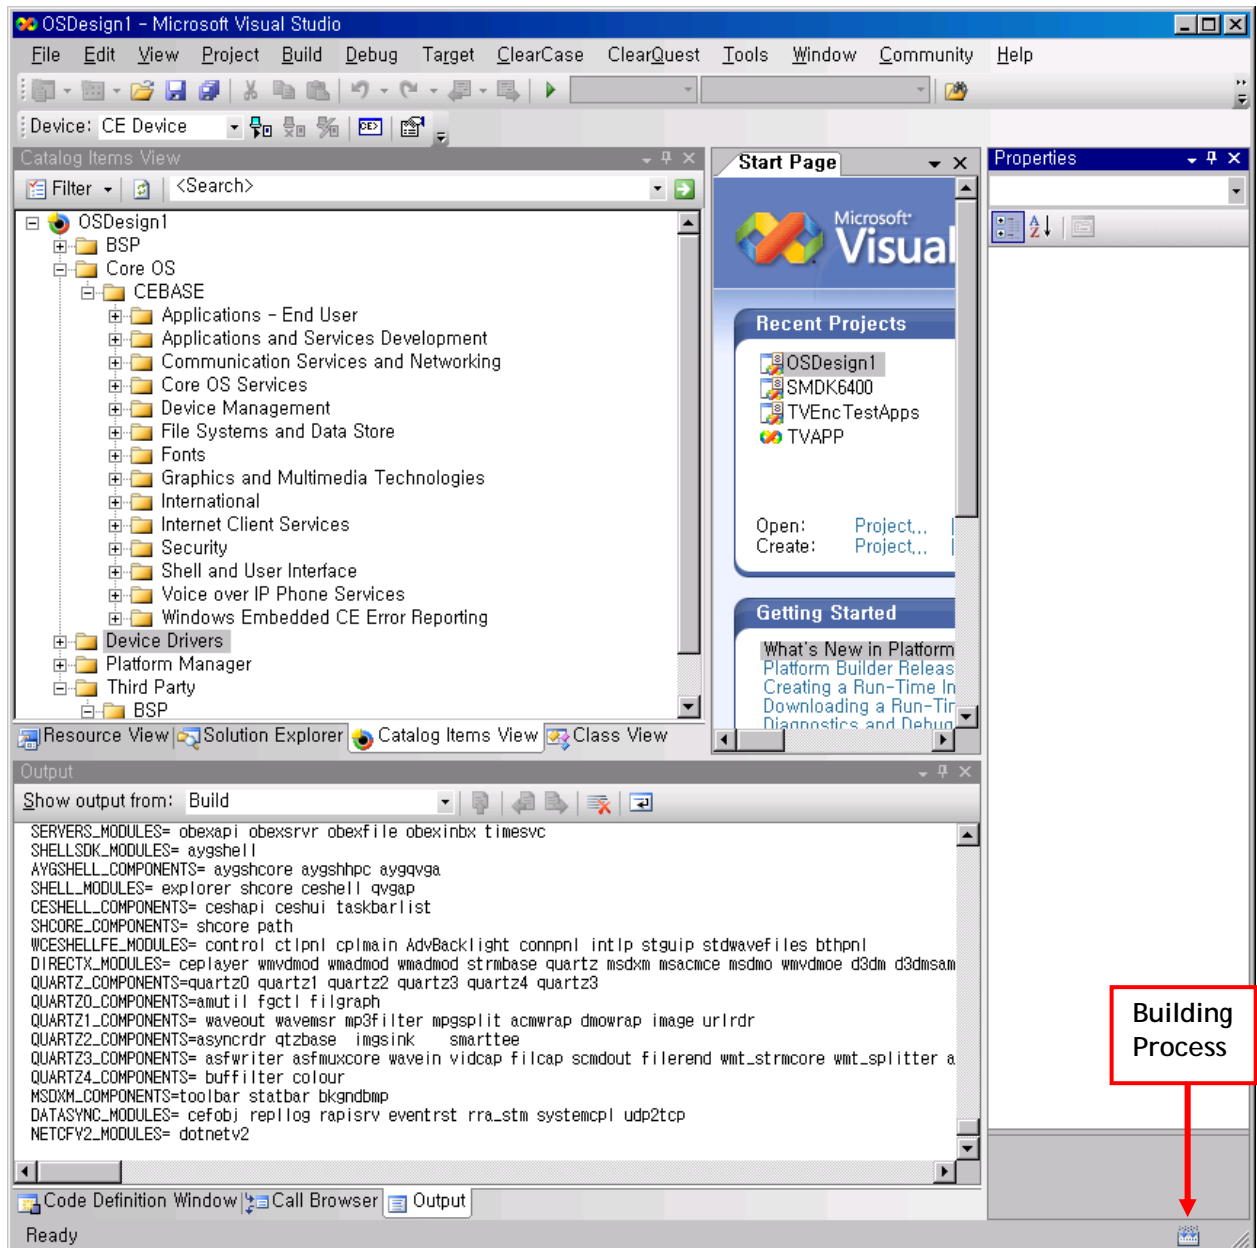 OSDesign1 - Microsoft Visual Studio
File Edit View Project Build Debug Target ClearCase ClearQuest Tools Window Community Help
Device: CE Device
Catalog Items View
Filter <Search>
OSDesign1
BSP
Core OS
CEBASE
Applications - End User
Applications and Services Development
Communication Services and Networking
Core OS Services
Device Management
File Systems and Data Store
Fonts
Graphics and Multimedia Technologies
International
Internet Client Services
Security
Shell and User Interface
Voice over IP Phone Services
Windows Embedded CE Error Reporting
Device Drivers
Platform Manager
Third Party
BSP
Resource View Solution Explorer Catalog Items View Class View
Start Page
Microsoft
Visual
Recent Projects
OSDesign1
SMDK6400
TVEncTestApps
TVAPP
Open: Project...
Create: Project...
Getting Started
What's New in Platform
Platform Builder Releas
Creating a Run-Time In
Downloading a Run-Tir
Diagnostics and Debug
Properties
Output
Show output from: Build
SERVERS_MODULES= obexapi obexsrvr obexfile obexinbx timesvc
SHELLSDK_MODULES= aygshell
AYGSHELL_COMPONENTS= aygshcore aygshhpc aygqvga
SHELL_MODULES= explorer shcore ceshell qvgap
CESHELL_COMPONENTS= ceshapi ceshui taskbarlist
SHCORE_COMPONENTS= shcore path
WCESHELLFE_MODULES= control ctlpnl cplmain AdvBacklight connpnl intlp stguip stdwavefiles bthpnl
DIRECTX_MODULES= ceplayer wmvdmod wmadmod wmadmod strmbase quartz msdxm msacmce msdmo wmvdmoe d3dm d3dmsam
QUARTZ_COMPONENTS=quartz0 quartz1 quartz2 quartz3 quartz4 quartz3
QUARTZ0_COMPONENTS=amutil fgctl filgraph
QUARTZ1_COMPONENTS= waveout wavemsr mp3filter mpgsplit acmwrap dmowrap image urlrdr
QUARTZ2_COMPONENTS=asyncrdr qtzbase imgsink smarttee
QUARTZ3_COMPONENTS= asfwriter asfmuxcore wavein vidcap filcap scmdout filerend wmt_strmcore wmt_splitter a
QUARTZ4_COMPONENTS= buffilter colour
MSDXM_COMPONENTS=toolbar statbar bkgndbmp
DATASYNC_MODULES= cefobj repllog rapisrv eventrst rra_stm systemcpl udp2tcp
NETCFV2_MODULES= dotnetv2
Code Definition Window Call Browser Output
Ready
Building
Process